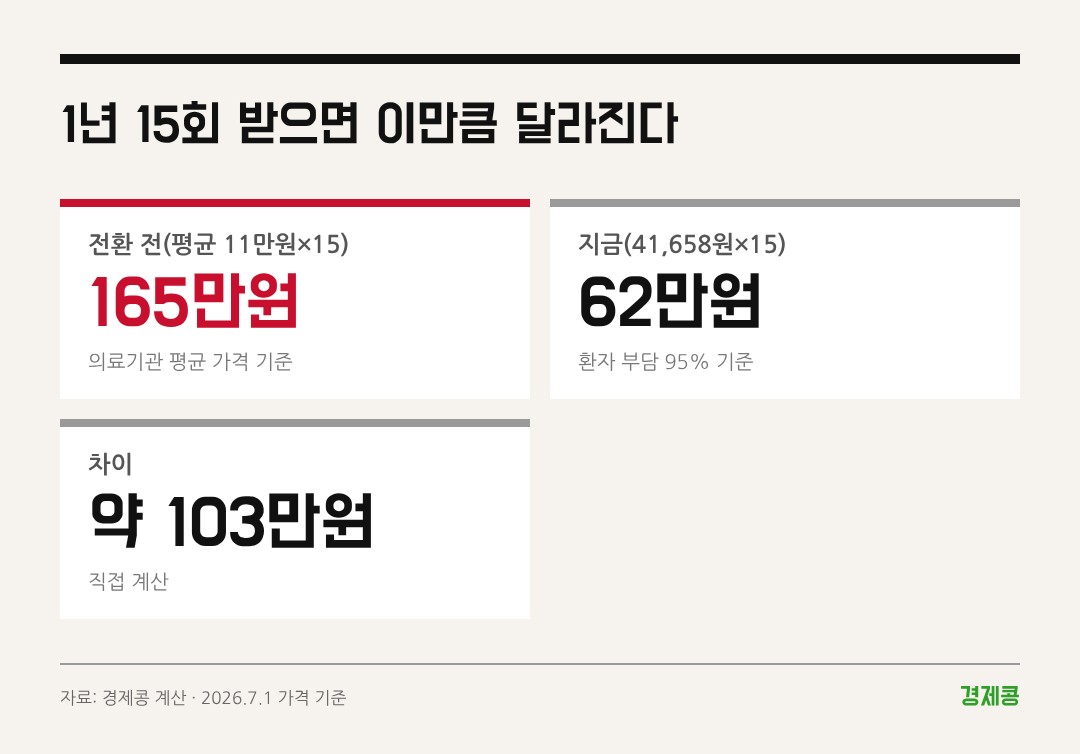 1년 15회 받으면 이만큼 달라진다
전환 전(평균 11만원×15)
165만원
의료기관 평균 가격 기준
지금(41,658원×15)
62만원
환자 부담 95% 기준
차이
약 103만원
직접 계산
자료: 경제콩 계산 · 2026.7.1 가격 기준
경제콩